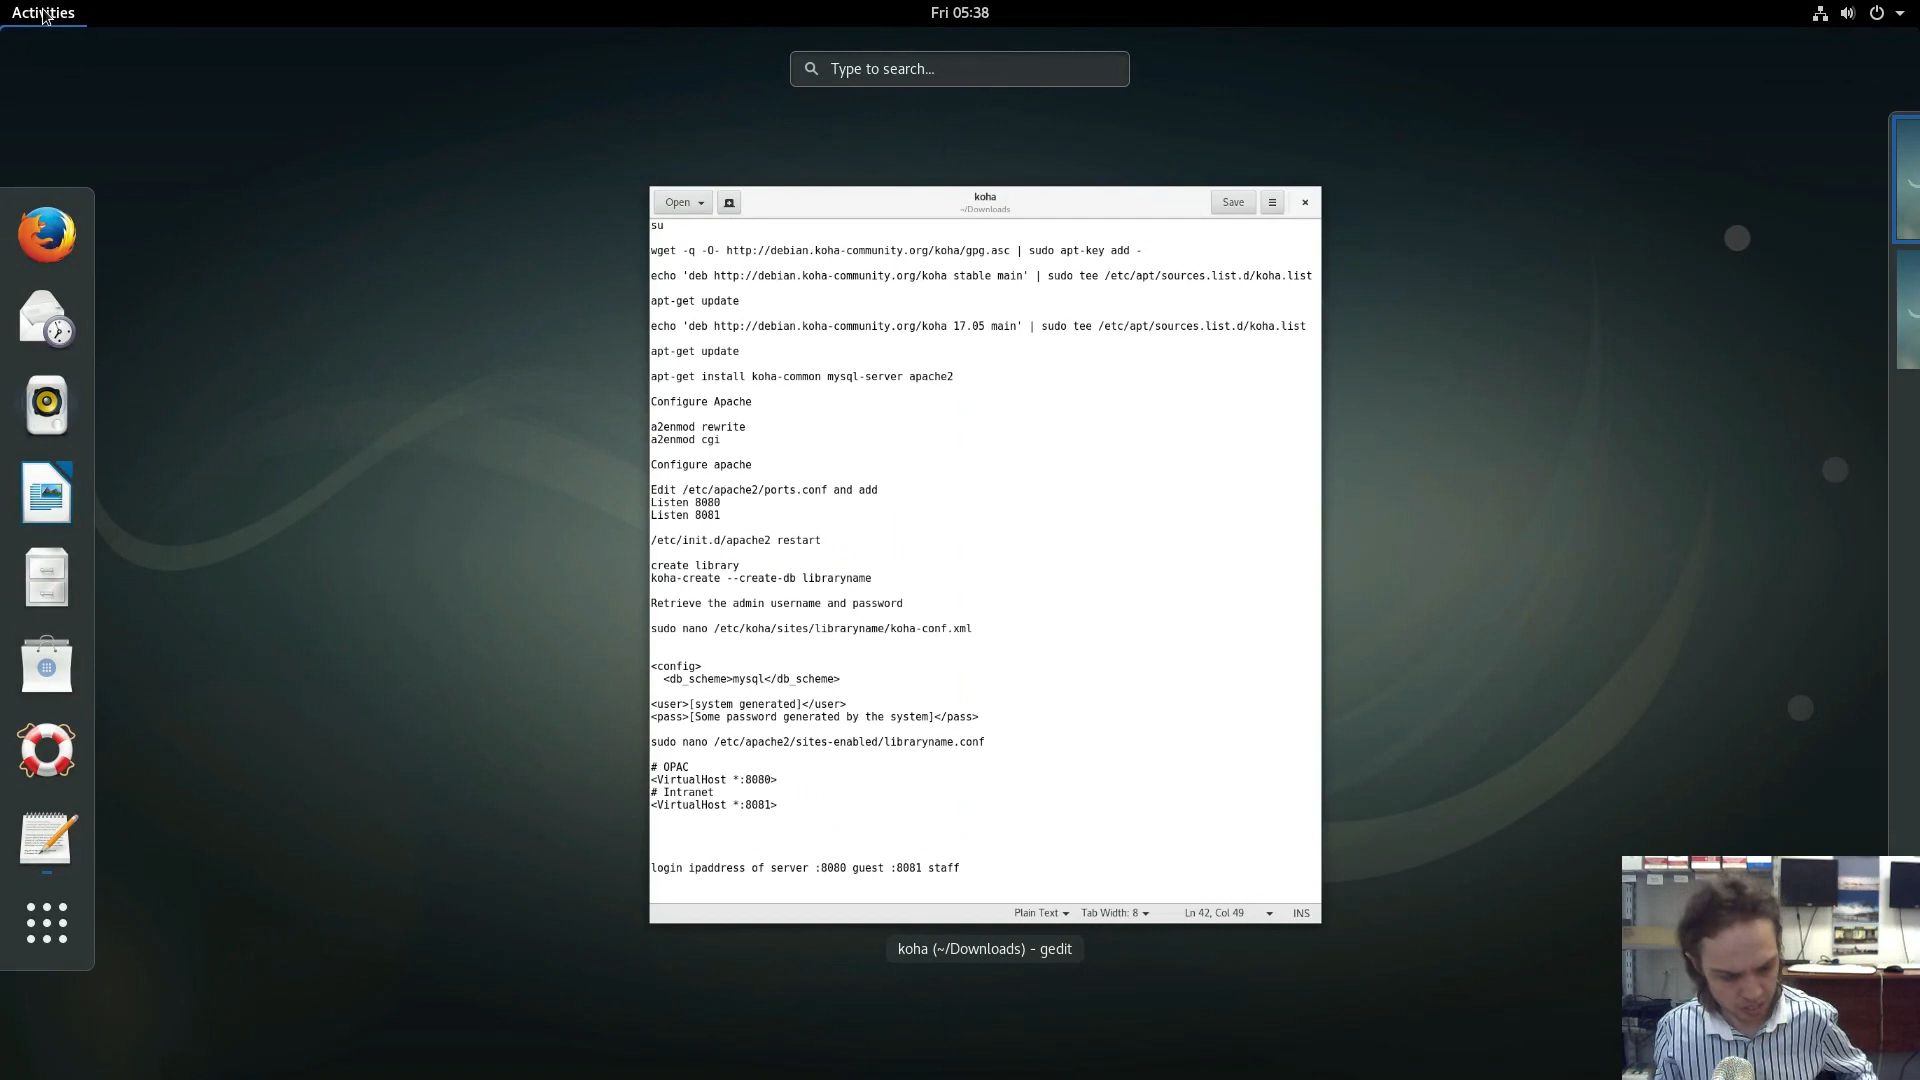 Activities
Fri 05:38
Type to search...
Open
koha
~/Downloads
Save
su
wget -q -O- http://debian.koha-community.org/koha/gpg.asc | sudo apt-key add -
echo 'deb http://debian.koha-community.org/koha stable main' | sudo tee /etc/apt/sources.list.d/koha.list
apt-get update
echo 'deb http://debian.koha-community.org/koha 17.05 main' | sudo tee /etc/apt/sources.list.d/koha.list
apt-get update
apt-get install koha-common mysql-server apache2
Configure Apache
a2enmod rewrite
a2enmod cgi
Configure apache
Edit /etc/apache2/ports.conf and add
Listen 8080
Listen 8081
/etc/init.d/apache2 restart
create library
koha-create --create-db libraryname
Retrieve the admin username and password
sudo nano /etc/koha/sites/libraryname/koha-conf.xml
<config>
  <db_scheme>mysql</db_scheme>
<user>[system generated]</user>
<pass>[Some password generated by the system]</pass>
sudo nano /etc/apache2/sites-enabled/libraryname.conf
# OPAC
<VirtualHost *:8080>
# Intranet
<VirtualHost *:8081>
login ipaddress of server :8080 guest :8081 staff
Plain Text
Tab Width: 8
Ln 42, Col 49
INS
koha (~/Downloads) - gedit